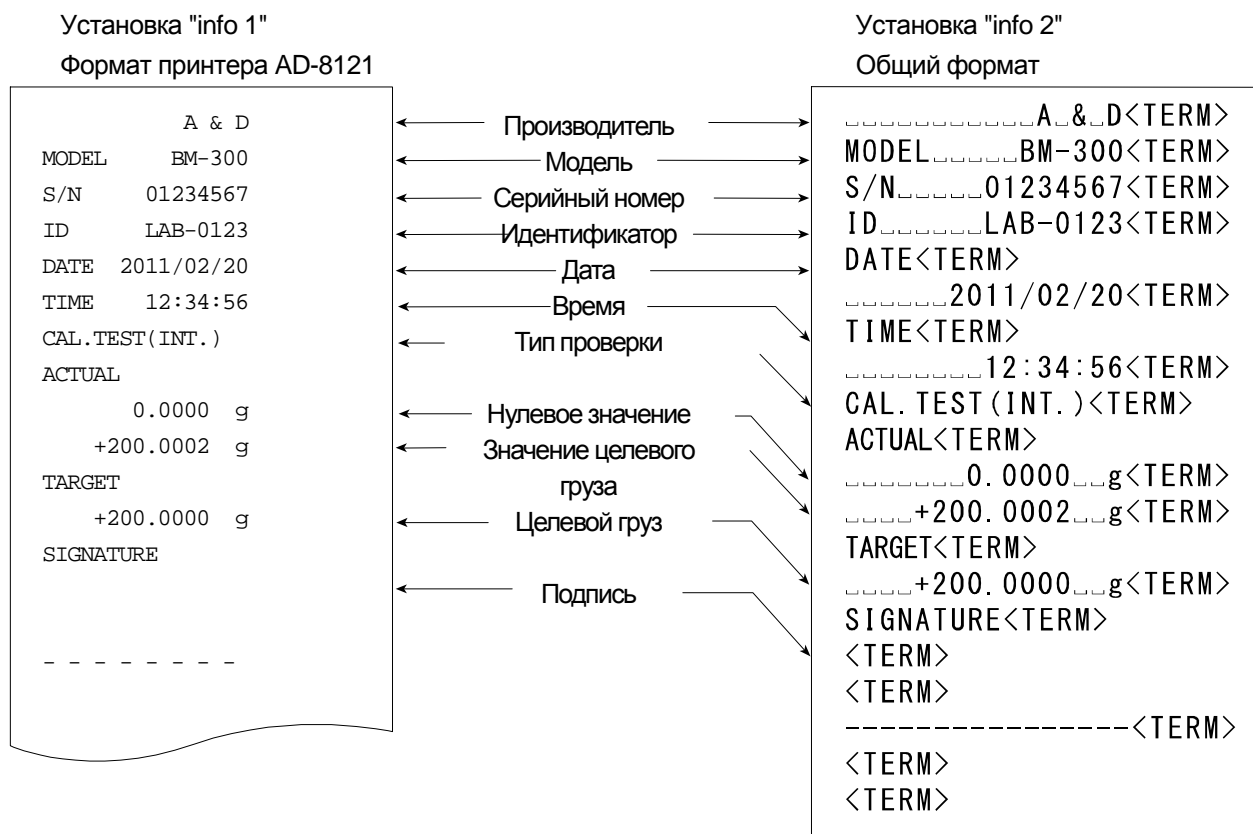 Установка "info 1"
Формат принтера AD-8121
A & D
MODEL BM-300
S/N 01234567
ID LAB-0123
DATE 2011/02/20
TIME 12:34:56
CAL.TEST(INT.)
ACTUAL
0.0000 g
+200.0002 g
TARGET
+200.0000 g
SIGNATURE
- - - - - - - -
Производитель
Модель
Серийный номер
Идентификатор
Дата
Время
Тип проверки
Нулевое значение
Значение целевого
груза
Целевой груз
Подпись
Установка "info 2"
Общий формат
␣␣␣␣␣␣␣␣␣␣␣A␣&␣D<TERM>
MODEL␣␣␣␣␣BM-300<TERM>
S/N␣␣␣␣␣01234567<TERM>
ID␣␣␣␣␣␣LAB-0123<TERM>
DATE<TERM>
␣␣␣␣␣␣2011/02/20<TERM>
TIME<TERM>
␣␣␣␣␣␣␣␣12:34:56<TERM>
CAL.TEST(INT.)<TERM>
ACTUAL<TERM>
␣␣␣␣␣␣␣0.0000␣␣g<TERM>
␣␣␣␣+200.0002␣␣g<TERM>
TARGET<TERM>
␣␣␣␣+200.0000␣␣g<TERM>
SIGNATURE<TERM>
<TERM>
<TERM>
----------------<TERM>
<TERM>
<TERM>